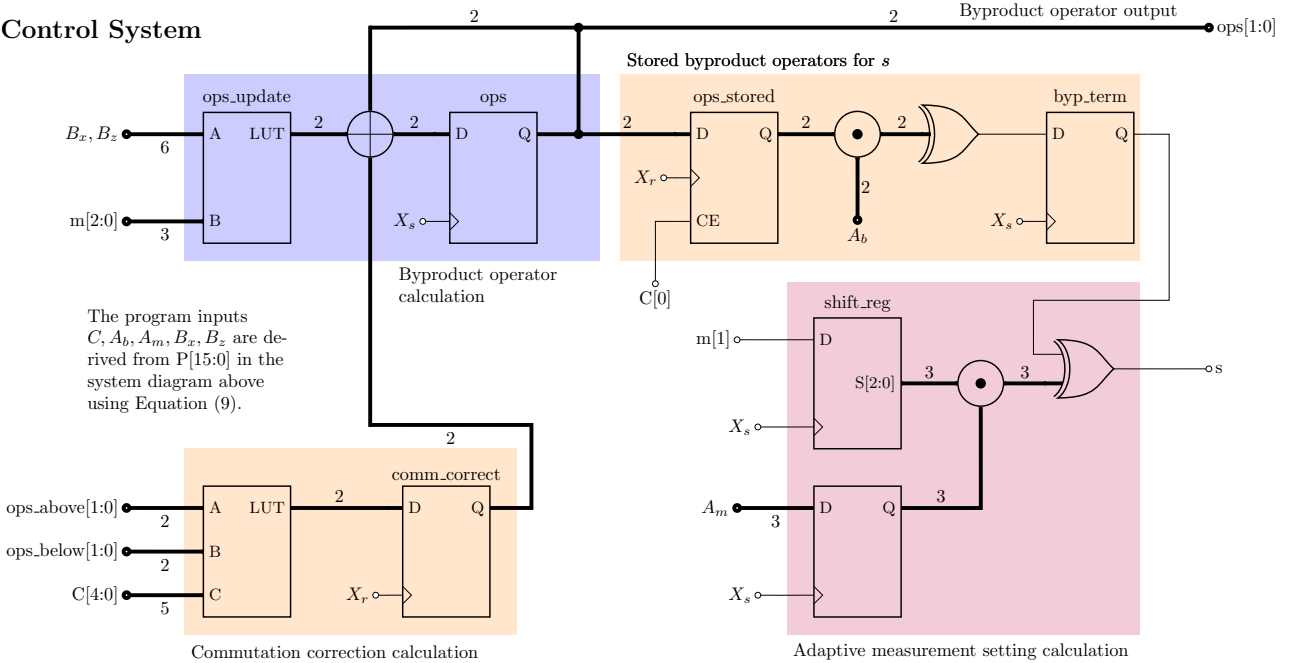 Control System
2
2
Byproduct operator output
ops[1:0]
Stored byproduct operators for s
ops_update
ops
ops_stored
byp_term
B_x, B_z
6
A
LUT
2
2
D
Q
2
D
Q
2
2
D
Q
X_r
2
m[2:0]
3
B
X_s
CE
A_b
X_s
Byproduct operator
calculation
C[0]
shift_reg
The program inputs
C, A_b, A_m, B_x, B_z are de-
rived from P[15:0] in the
system diagram above
using Equation (9).
m[1]
D
S[2:0]
3
3
s
X_s
2
comm_correct
ops_above[1:0]
2
A
LUT
2
D
Q
A_m
3
D
Q
3
ops_below[1:0]
2
B
C[4:0]
5
C
X_r
X_s
Commutation correction calculation
Adaptive measurement setting calculation